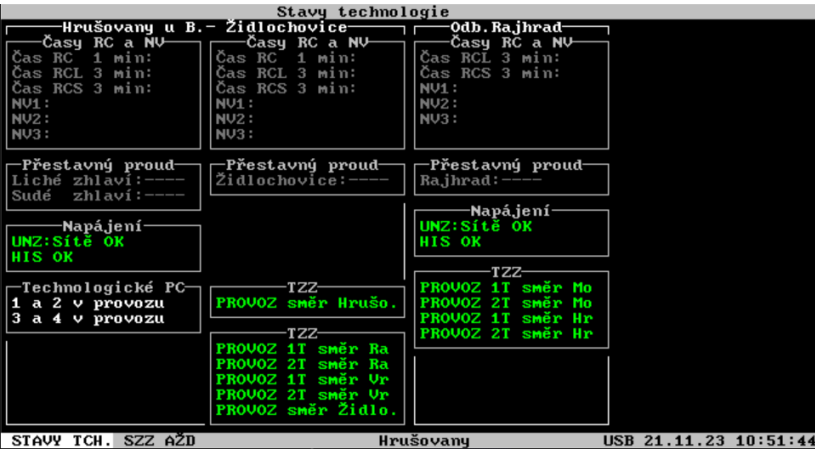 Stavy technologie
Hrušovany u B.- Židlochovice
Odb.Rajhrad
Časy RC a NV
Čas RC  1 min:
Čas RCL 3 min:
Čas RCS 3 min:
NV1:
NV2:
NV3:
Přestavný proud
Liché zhlaví:----
Sudé  zhlaví:----
Napájení
UNZ:Sítě OK
HIS OK
Technologické PC
1 a 2 v provozu
3 a 4 v provozu
Časy RC a NV
Čas RC  1 min:
Čas RCL 3 min:
Čas RCS 3 min:
NV1:
NV2:
NV3:
Přestavný proud
Židlochovice:----
TZZ
PROVOZ směr Hrušo.
TZZ
PROVOZ 1T směr Ra
PROVOZ 2T směr Ra
PROVOZ 1T směr Vr
PROVOZ 2T směr Vr
PROVOZ směr Židlo.
Časy RC a NV
Čas RCL 3 min:
Čas RCS 3 min:
NV1:
NV2:
NV3:
Přestavný proud
Rajhrad:----
Napájení
UNZ:Sítě OK
HIS OK
TZZ
PROVOZ 1T směr Mo
PROVOZ 2T směr Mo
PROVOZ 1T směr Hr
PROVOZ 2T směr Hr
STAVY TCH. SZZ AŽD Hrušovany USB 21.11.23 10:51:44